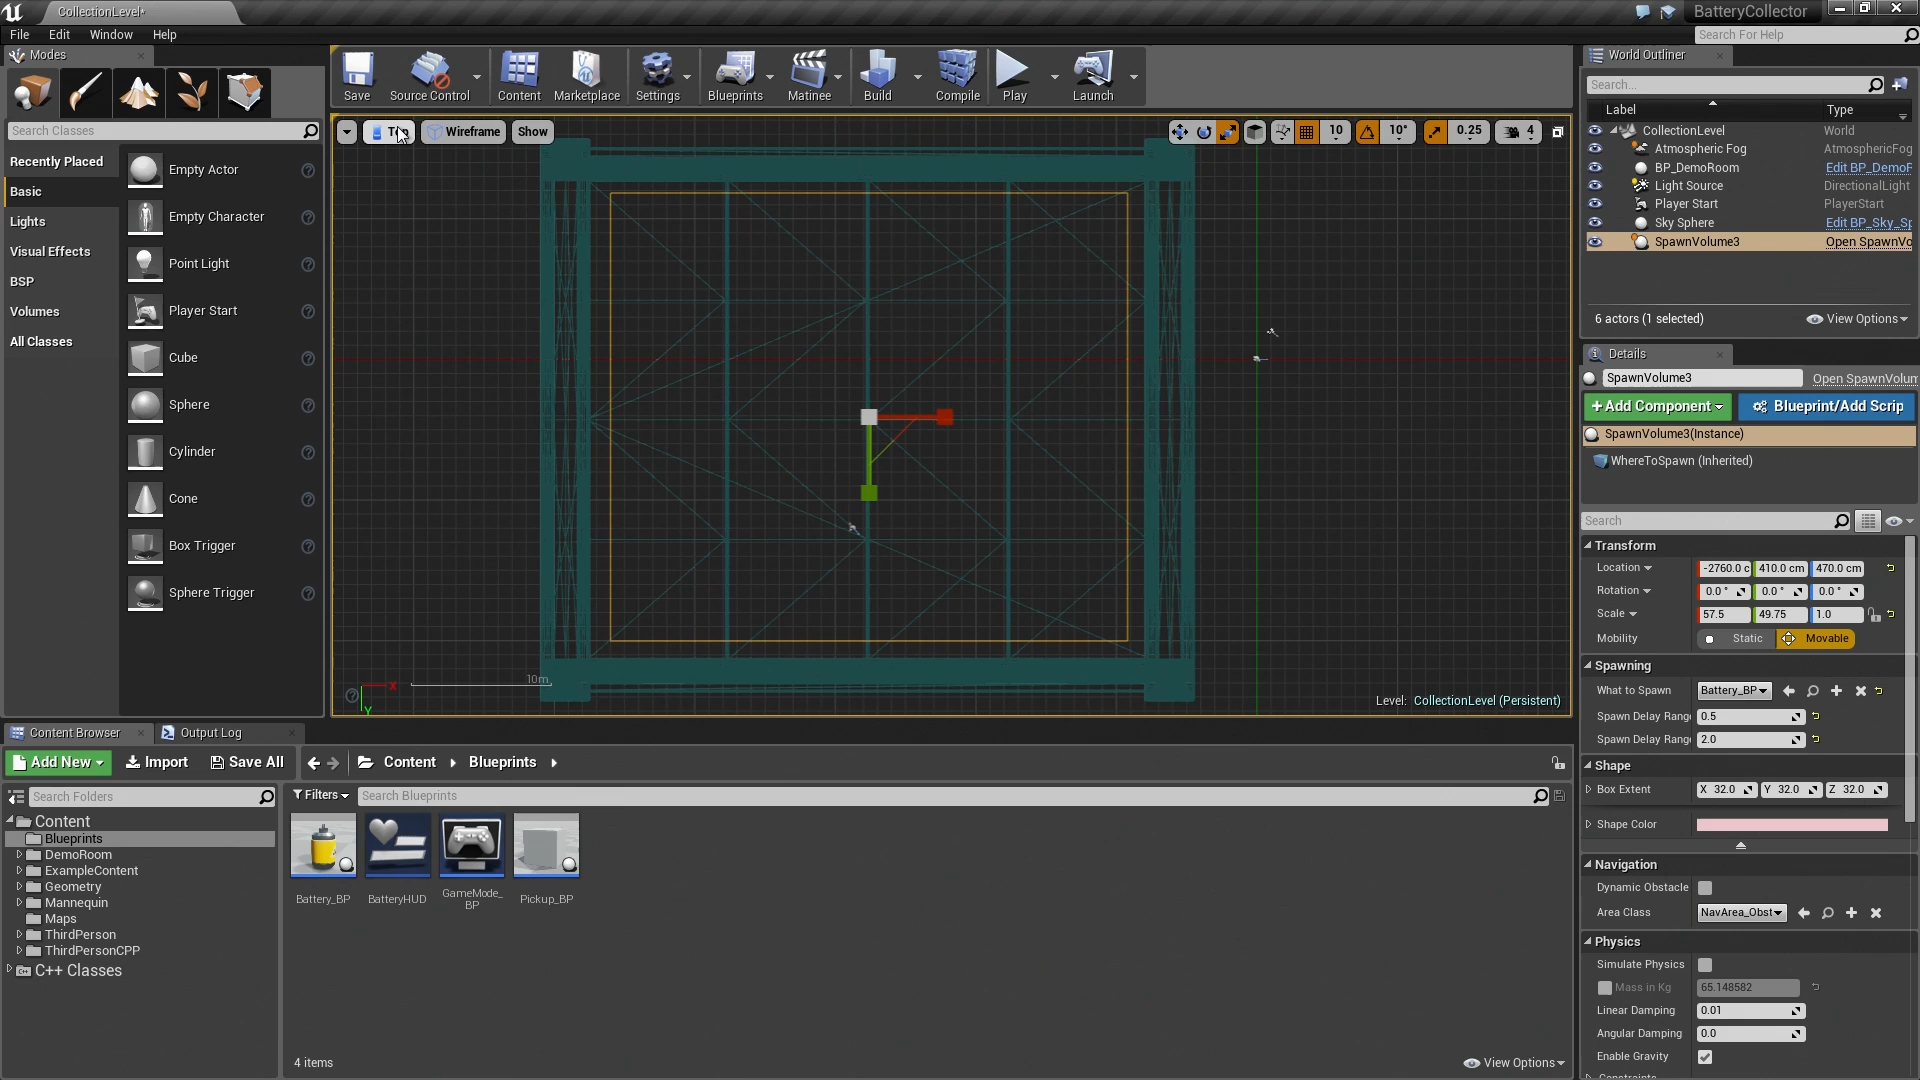 CollectionLevel*
BatteryCollector
File Edit Window Help
Search For Help
Modes
Search Classes
Recently Placed
Basic
Lights
Visual Effects
BSP
Volumes
All Classes
Empty Actor
Empty Character
Point Light
Player Start
Cube
Sphere
Cylinder
Cone
Box Trigger
Sphere Trigger
Save Source Control Content Marketplace Settings Blueprints Matinee Build Compile Play Launch
Wireframe Show 10 10° 0.25 4
10m
X
Y
Level: CollectionLevel (Persistent)
World Outliner
Search...
Label Type
CollectionLevel World
Atmospheric Fog AtmosphericFog
BP_DemoRoom Edit BP_DemoR
Light Source DirectionalLight
Player Start PlayerStart
Sky Sphere Edit BP_Sky_Sp
SpawnVolume3 Open SpawnVo
6 actors (1 selected) View Options
Details
SpawnVolume3 Open SpawnVolum
+Add Component Blueprint/Add Scrip
SpawnVolume3(Instance)
WhereToSpawn (Inherited)
Search
Transform
Location -2760.0 c 410.0 cm 470.0 cm
Rotation 0.0 ° 0.0 ° 0.0 °
Scale 57.5 49.75 1.0
Mobility Static Movable
Spawning
What to Spawn Battery_BP
Spawn Delay Rang 0.5
Spawn Delay Rang 2.0
Shape
Box Extent X 32.0 Y 32.0 Z 32.0
Shape Color
Navigation
Dynamic Obstacle
Area Class NavArea_Obst
Physics
Simulate Physics
Mass in Kg 65.148582
Linear Damping 0.01
Angular Damping 0.0
Enable Gravity
Content Browser Output Log
Add New Import Save All Content Blueprints
Search Folders
Filters Search Blueprints
Content
Blueprints
DemoRoom
ExampleContent
Geometry
Mannequin
Maps
ThirdPerson
ThirdPersonCPP
C++ Classes
Battery_BP
BatteryHUD
GameMode_
BP
Pickup_BP
4 items View Options